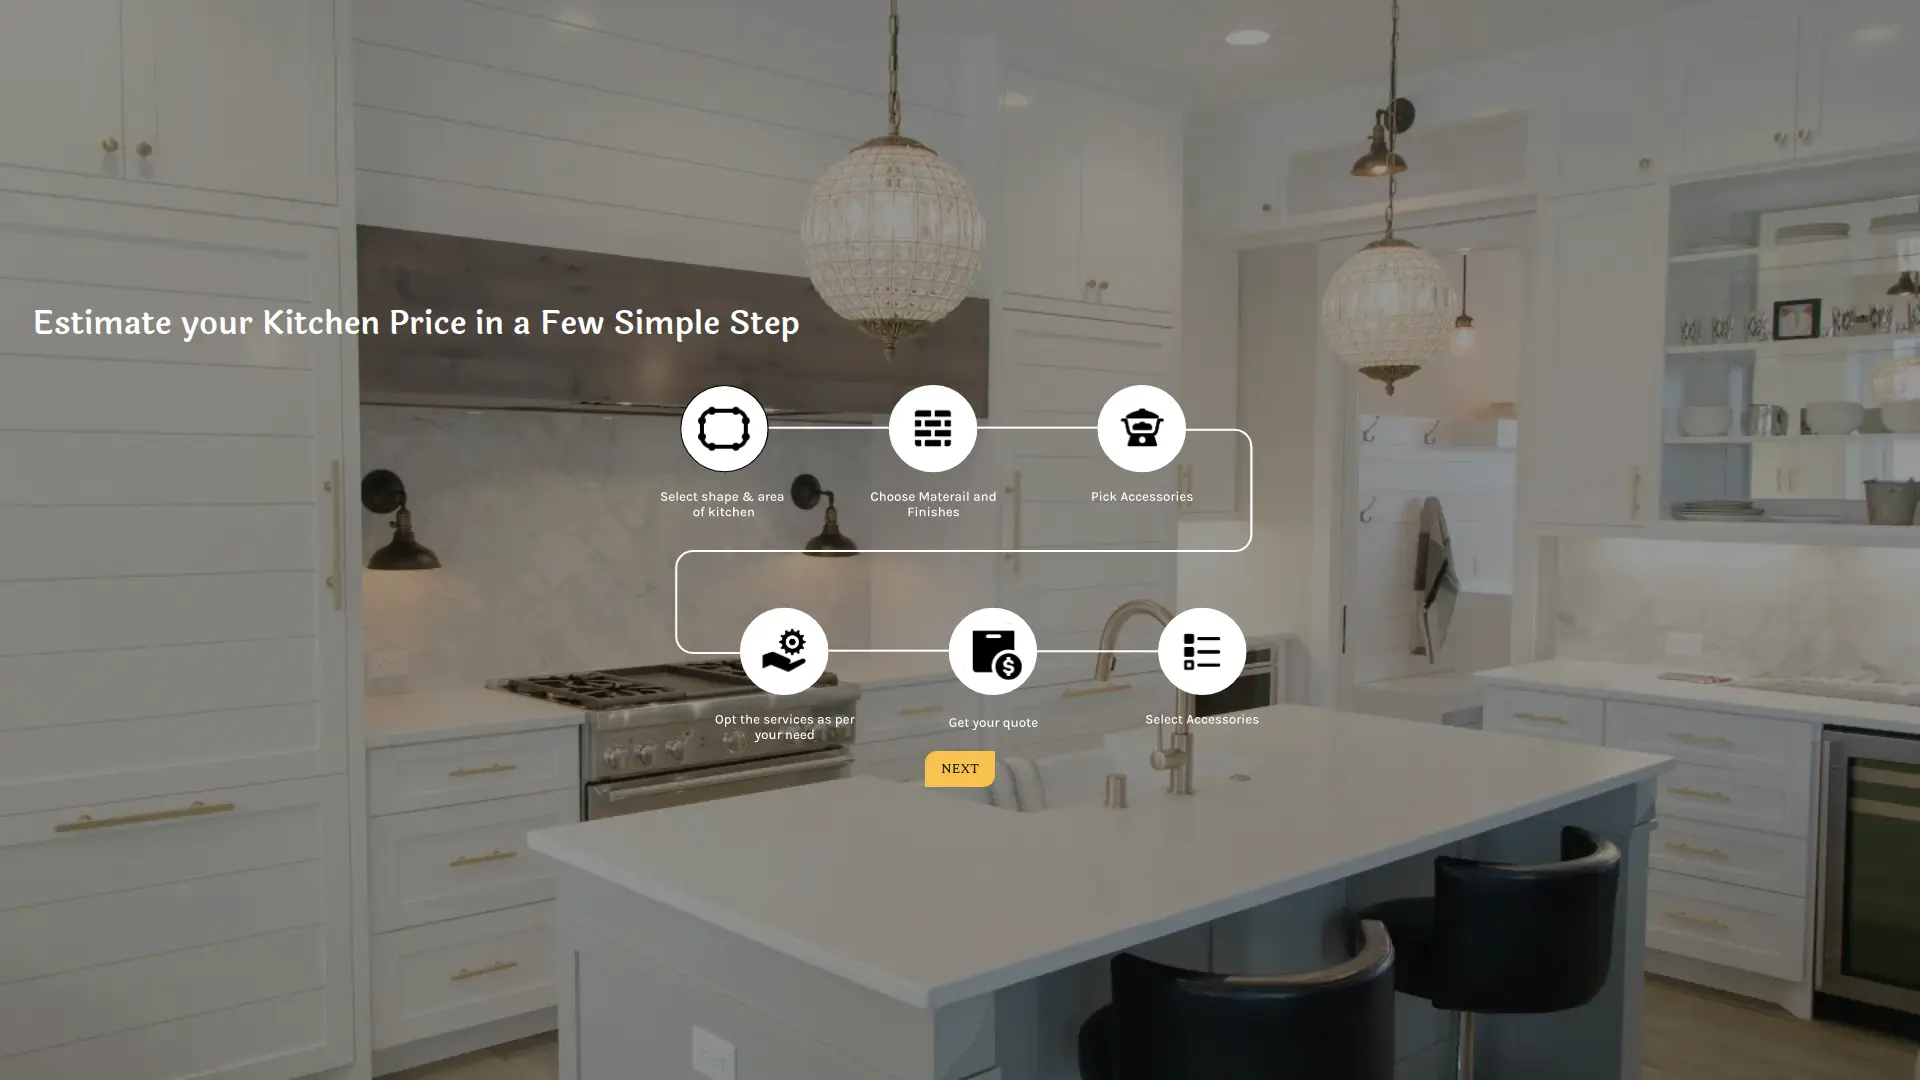 Estimate your Kitchen Price in a Few Simple Step
Select shape & area
of kitchen
Choose Materail and
Finishes
Pick Accessories
Opt the services as per
your need
Get your quote
Select Accessories
NEXT